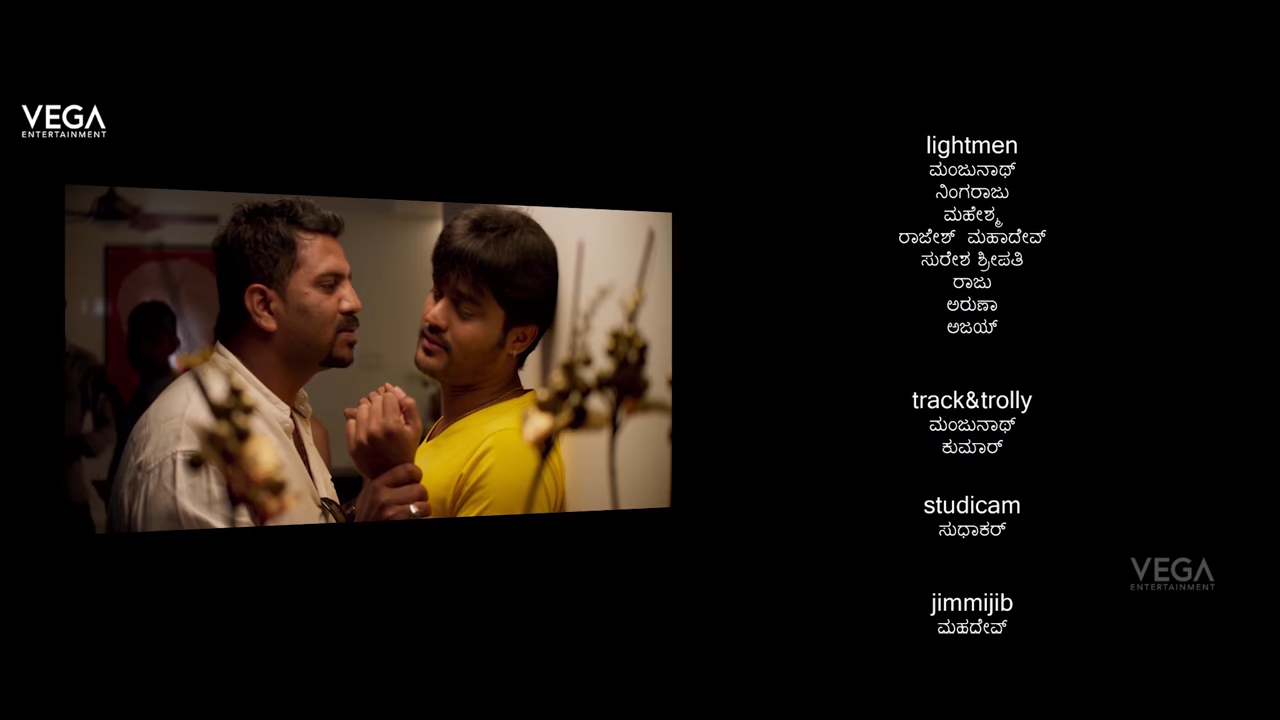 VEGA
ENTERTAINMENT
lightmen
ಮಂಜುನಾಥ್
ನಿಂಗರಾಜು
ಮಹೇಶ್ಮ
ರಾಜೇಶ್ ಮಹಾದೇವ್
ಸುರೇಶ ಶ್ರೀಪತಿ
ರಾಜು
ಅರುಣಾ
ಅಜಯ್
track&trolly
ಮಂಜುನಾಥ್
ಕುಮಾರ್
studicam
ಸುಧಾಕರ್
VEGA
ENTERTAINMENT
jimmijib
ಮಹದೇವ್